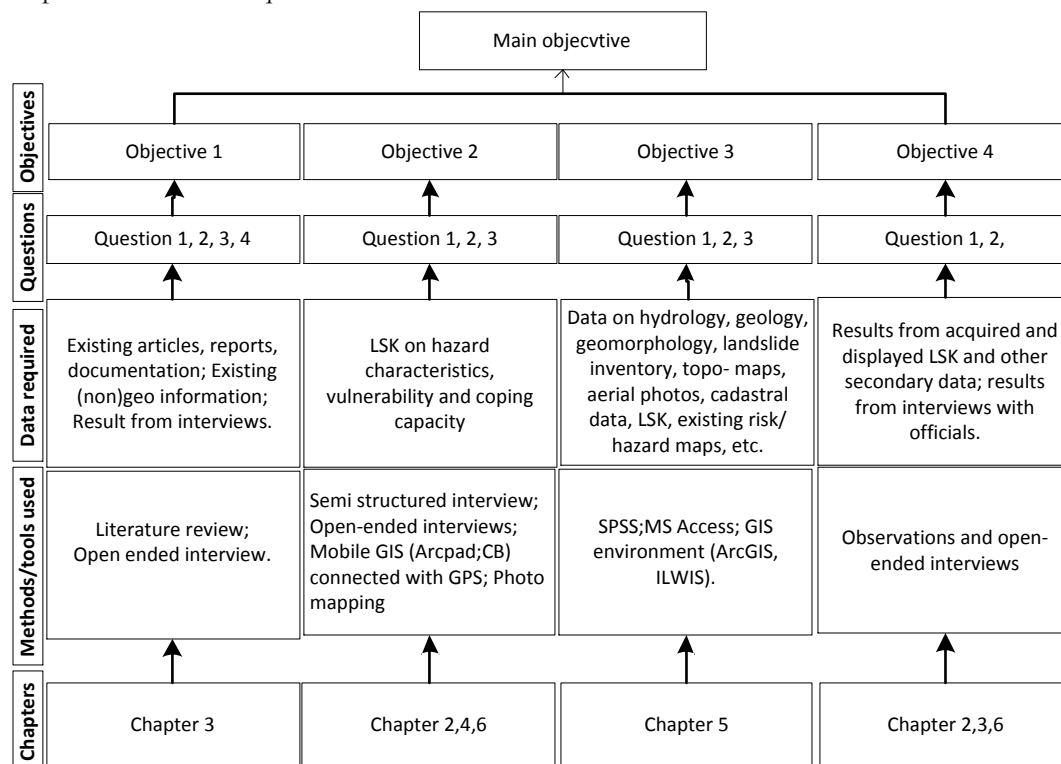 Main objecvtive
Objectives
Objective 1
Objective 2
Objective 3
Objective 4
Questions
Question 1, 2, 3, 4
Question 1, 2, 3
Question 1, 2, 3
Question 1, 2,
Data required
Existing articles, reports,
documentation; Existing
(non)geo information;
Result from interviews.
LSK on hazard
characteristics,
vulnerability and coping
capacity
Data on hydrology, geology,
geomorphology, landslide
inventory, topo- maps,
aerial photos, cadastral
data, LSK, existing risk/
hazard maps, etc.
Results from acquired and
displayed LSK and other
secondary data; results
from interviews with
officials.
Methods/tools used
Literature review;
Open ended interview.
Semi structured interview;
Open-ended interviews;
Mobile GIS (Arcpad;CB)
connected with GPS; Photo
mapping
SPSS;MS Access; GIS
environment (ArcGIS,
ILWIS).
Observations and open-
ended interviews
Chapters
Chapter 3
Chapter 2,4,6
Chapter 5
Chapter 2,3,6